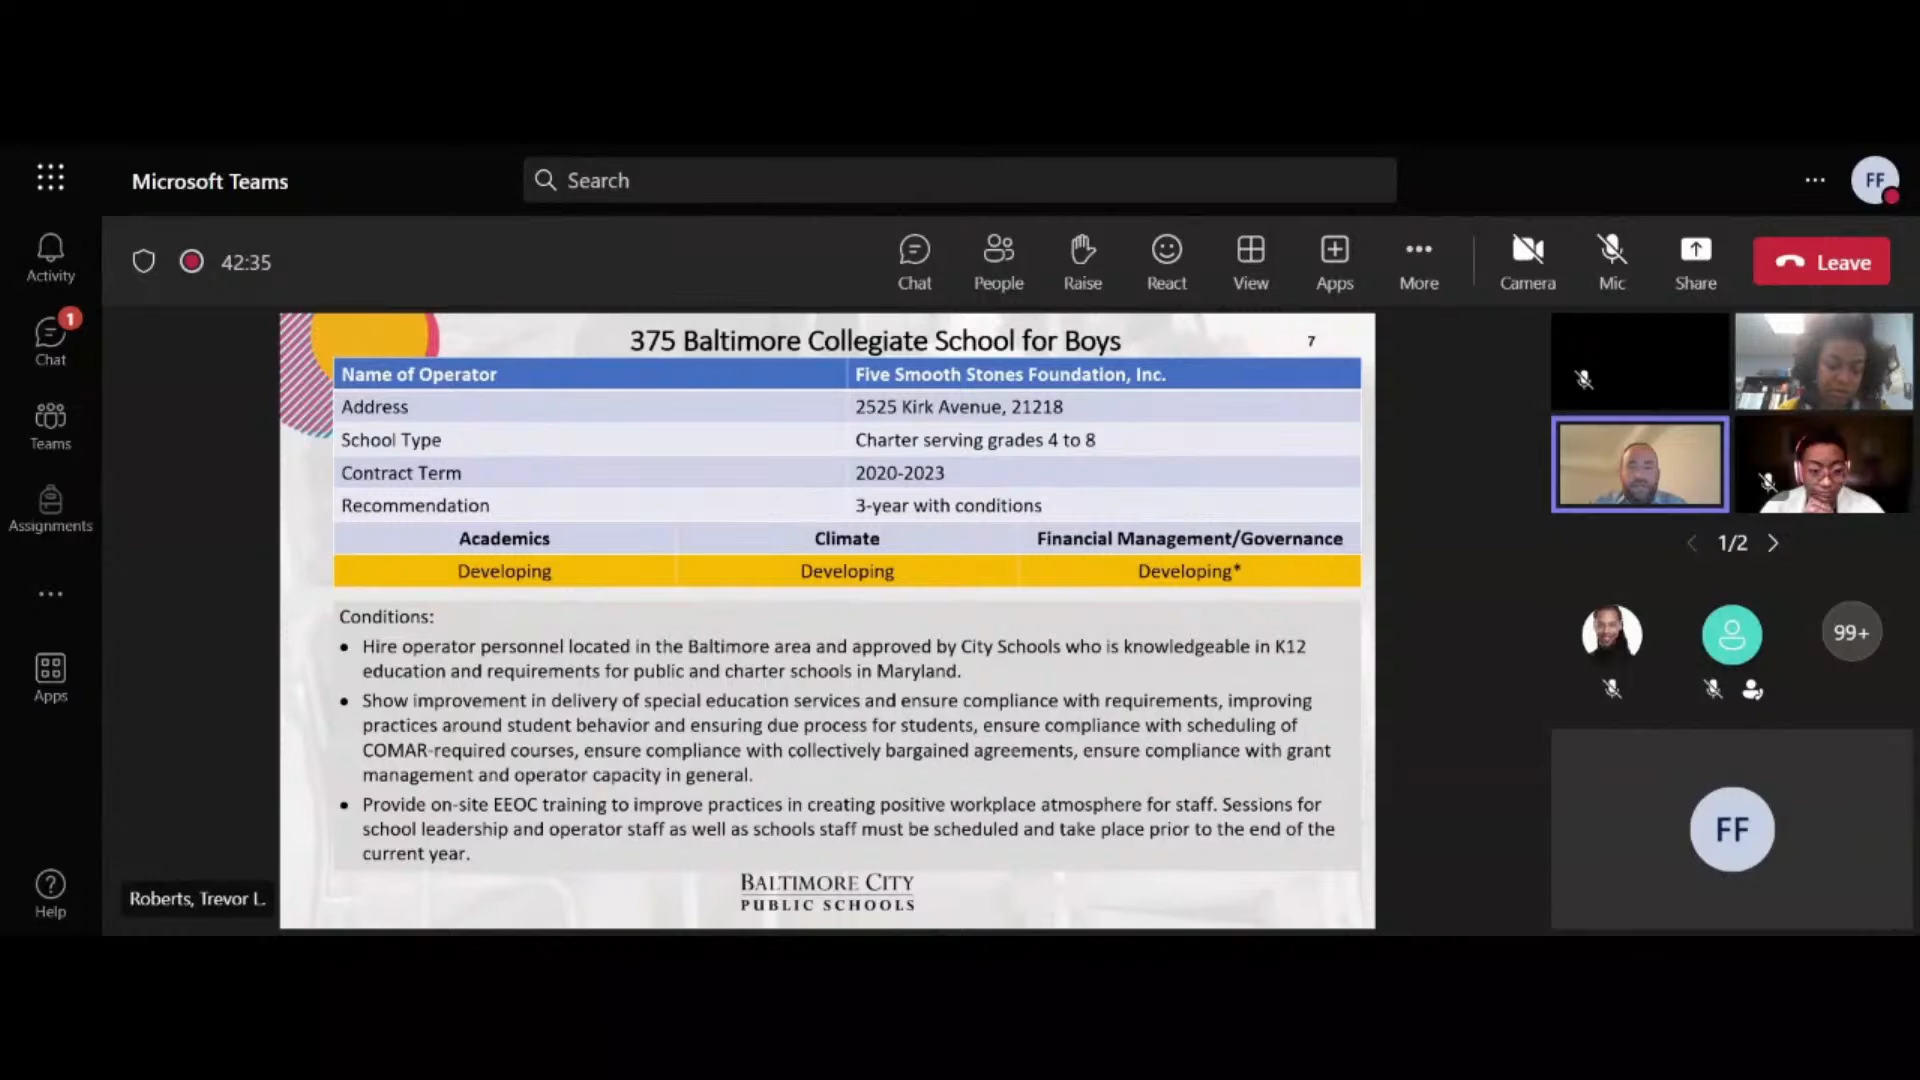 Microsoft Teams
Search
FF
Activity
42:35
Chat
People
Raise
React
View
Apps
More
Camera
Mic
Share
Leave
1
Chat
Teams
Assignments
Apps
Help
375 Baltimore Collegiate School for Boys
7
Name of Operator Five Smooth Stones Foundation, Inc.
Address 2525 Kirk Avenue, 21218
School Type Charter serving grades 4 to 8
Contract Term 2020-2023
Recommendation 3-year with conditions
Academics Climate Financial Management/Governance
Developing Developing Developing*
Conditions:
• Hire operator personnel located in the Baltimore area and approved by City Schools who is knowledgeable in K12
education and requirements for public and charter schools in Maryland.
• Show improvement in delivery of special education services and ensure compliance with requirements, improving
practices around student behavior and ensuring due process for students, ensure compliance with scheduling of
COMAR-required courses, ensure compliance with collectively bargained agreements, ensure compliance with grant
management and operator capacity in general.
• Provide on-site EEOC training to improve practices in creating positive workplace atmosphere for staff. Sessions for
school leadership and operator staff as well as schools staff must be scheduled and take place prior to the end of the
current year.
BALTIMORE CITY
PUBLIC SCHOOLS
Roberts, Trevor L.
1/2
99+
FF